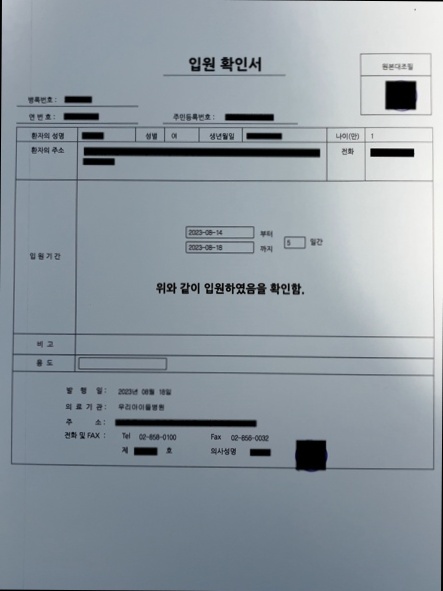 입원 확인서
원본대조필
병록번호 :
연 번 호 : 주민등록번호 :
환자의 성명 성별 여 생년월일 나이(만) 1
환자의 주소 전화
입원기간
2023-08-14 부터
2023-08-18 까지 5 일간
위와 같이 입원하였음을 확인함.
비 고
용 도
발 행 일 : 2023년 08월 18일
의 료 기 관 : 우리아이들병원
주 소 :
전화 및 FAX : Tel 02-858-0100 Fax 02-858-0032
제 호 의사성명